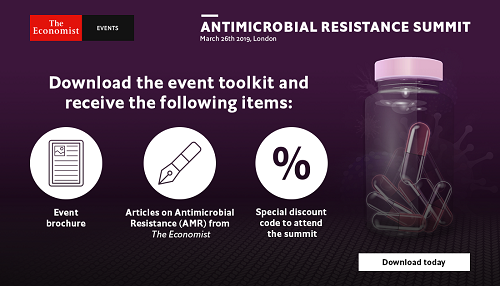 The
Economist
EVENTS
ANTIMICROBIAL RESISTANCE SUMMIT
March 26th 2019, London
Download the event toolkit and
receive the following items:
%
Event
brochure
Articles on Antimicrobial
Resistance (AMR) from
The Economist
Special discount
code to attend
the summit
Download today